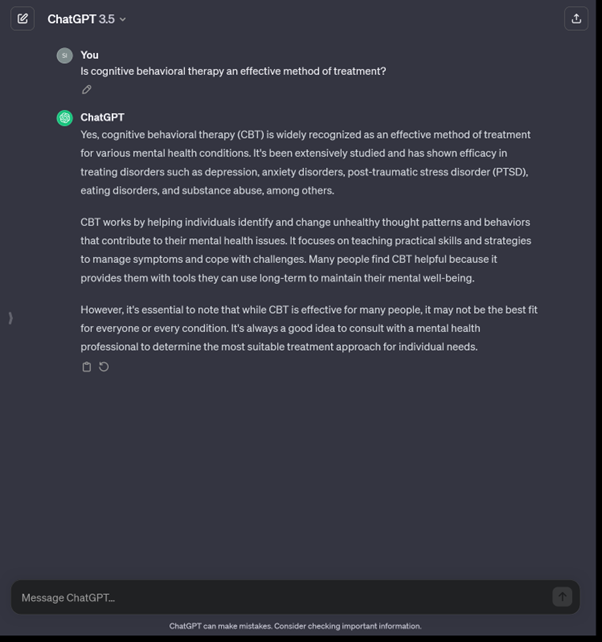 ChatGPT 3.5
SI
You
Is cognitive behavioral therapy an effective method of treatment?
ChatGPT
Yes, cognitive behavioral therapy (CBT) is widely recognized as an effective method of treatment
for various mental health conditions. It's been extensively studied and has shown efficacy in
treating disorders such as depression, anxiety disorders, post-traumatic stress disorder (PTSD),
eating disorders, and substance abuse, among others.
CBT works by helping individuals identify and change unhealthy thought patterns and behaviors
that contribute to their mental health issues. It focuses on teaching practical skills and strategies
to manage symptoms and cope with challenges. Many people find CBT helpful because it
provides them with tools they can use long-term to maintain their mental well-being.
However, it's essential to note that while CBT is effective for many people, it may not be the best fit
for everyone or every condition. It's always a good idea to consult with a mental health
professional to determine the most suitable treatment approach for individual needs.
Message ChatGPT...
ChatGPT can make mistakes. Consider checking important information.